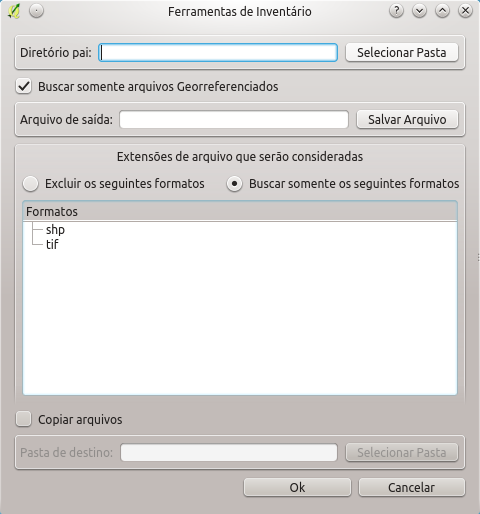 Ferramentas de Inventário
Diretório pai:
Selecionar Pasta
Buscar somente arquivos Georreferenciados
Arquivo de saída:
Salvar Arquivo
Extensões de arquivo que serão consideradas
Excluir os seguintes formatos
Buscar somente os seguintes formatos
Formatos
shp
tif
Copiar arquivos
Pasta de destino:
Selecionar Pasta
Ok
Cancelar